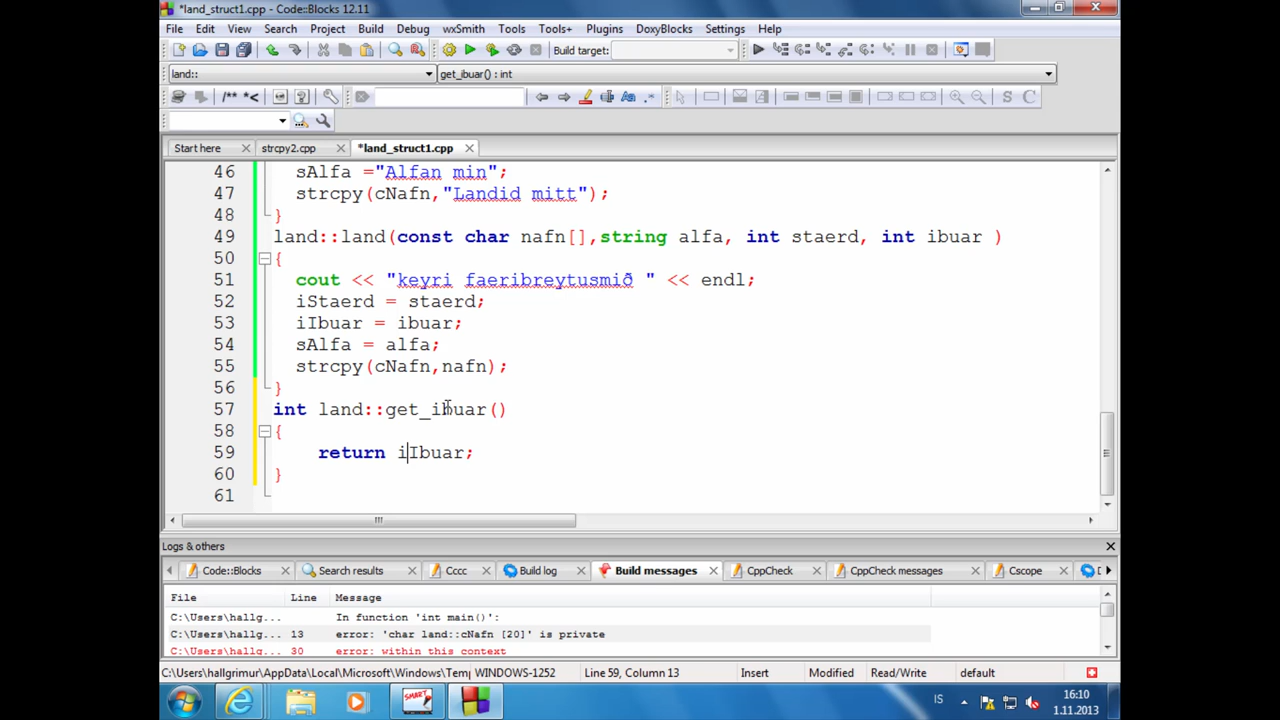 *land_struct1.cpp - Code::Blocks 12.11
File Edit View Search Project Build Debug wxSmith Tools Tools+ Plugins DoxyBlocks Settings Help
Build target:
land::
get_ibuar() : int
/** *<
Aa .*
S C
Start here
strcpy2.cpp
*land_struct1.cpp
46 sAlfa ="Alfan min";
47 strcpy(cNafn,"Landid mitt");
48 }
49 land::land(const char nafn[],string alfa, int staerd, int ibuar )
50 {
51 cout << "keyri faeribreytusmið " << endl;
52 iStaerd = staerd;
53 iIbuar = ibuar;
54 sAlfa = alfa;
55 strcpy(cNafn,nafn);
56 }
57 int land::get_ibuar()
58 {
59 return iIbuar;
60 }
61
Logs & others
Code::Blocks
Search results
Cccc
Build log
Build messages
CppCheck
CppCheck messages
Cscope
File Line Message
C:\Users\hallg... In function 'int main()':
C:\Users\hallg... 13 error: 'char land::cNafn [20]' is private
C:\Users\hallg... 30 error: within this context
C:\Users\hallgrimur\AppData\Local\Microsoft\Windows\Temp WINDOWS-1252 Line 59, Column 13 Insert Modified Read/Write default
SMART
IS
16:10
1.11.2013